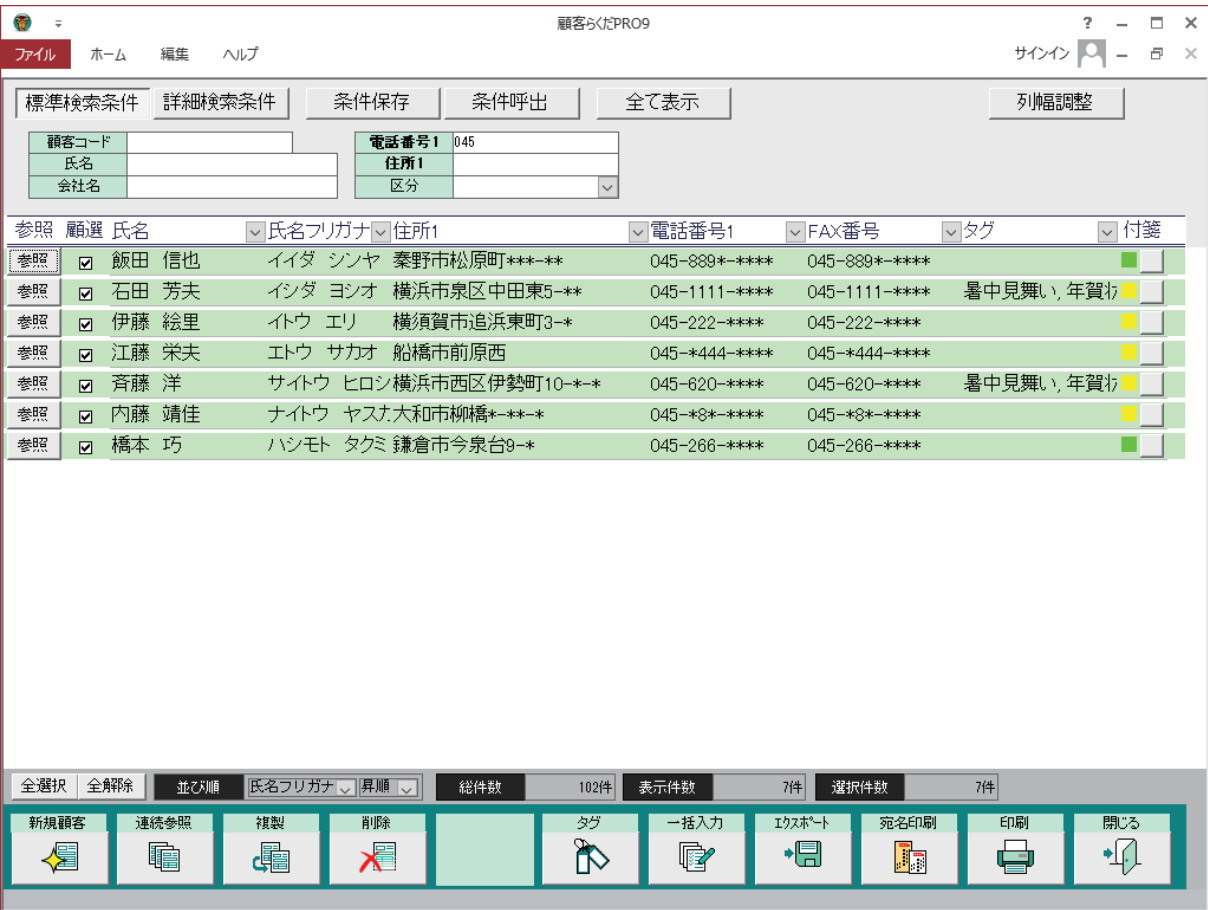 顧客らくだPRO9
ファイル ホーム 編集 ヘルプ サインイン
標準検索条件 詳細検索条件 条件保存 条件呼出 全て表示 列幅調整
顧客コード 電話番号1 045
氏名 住所1
会社名 区分
参照 顧選 氏名 氏名フリガナ 住所1 電話番号1 FAX番号 タグ 付箋
参照 飯田 信也 イイダ シンヤ 秦野市松原町***-** 045-889*-**** 045-889*-****
参照 石田 芳夫 イシダ ヨシオ 横浜市泉区中田東5-** 045-1111-**** 045-1111-**** 暑中見舞い, 年賀状
参照 伊藤 絵里 イトウ エリ 横須賀市追浜東町3-* 045-222-**** 045-222-****
参照 江藤 栄夫 エトウ サカオ 船橋市前原西 045-*444-**** 045-*444-****
参照 斉藤 洋 サイトウ ヒロシ 横浜市西区伊勢町10-*-* 045-620-**** 045-620-**** 暑中見舞い, 年賀状
参照 内藤 靖佳 ナイトウ ヤスナ 大和市柳橋*-**-* 045-*8*-**** 045-*8*-****
参照 橋本 巧 ハシモト タクミ 鎌倉市今泉台9-* 045-266-**** 045-266-****
全選択 全解除 並び順 氏名フリガナ 昇順 総件数 102件 表示件数 7件 選択件数 7件
新規顧客 連続参照 複製 削除 タグ 一括入力 エクスポート 宛名印刷 印刷 閉じる